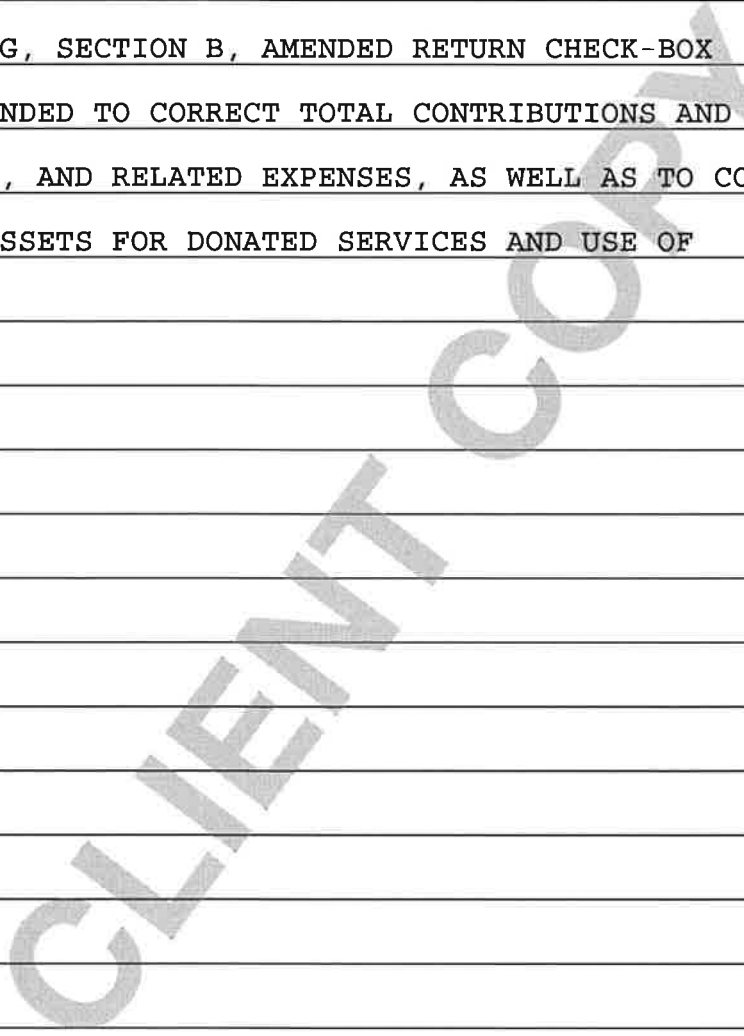 G, SECTION B, AMENDED RETURN CHECK-BOX
NDED TO CORRECT TOTAL CONTRIBUTIONS AND
, AND RELATED EXPENSES, AS WELL AS TO CO
SSETS FOR DONATED SERVICES AND USE OF
CLIENT COPY